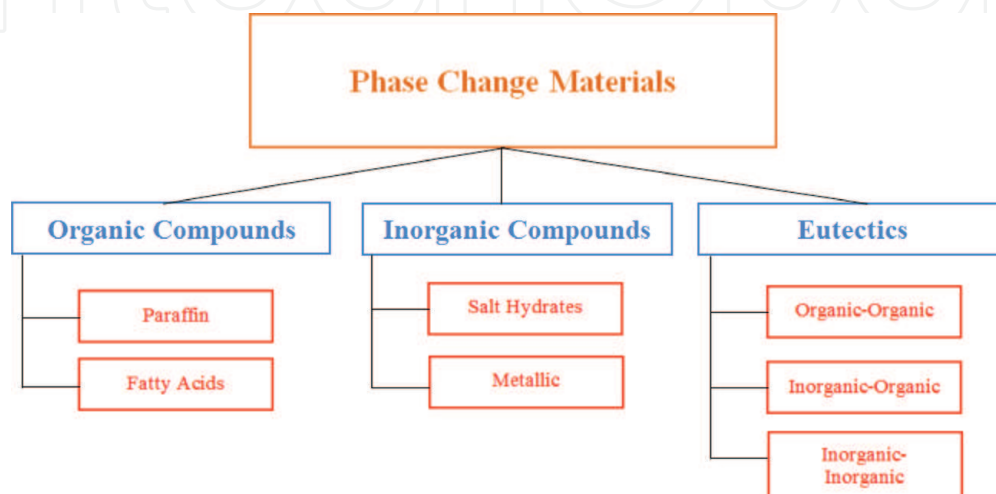 Phase Change Materials
Organic Compounds
Paraffin
Fatty Acids
Inorganic Compounds
Salt Hydrates
Metallic
Eutectics
Organic-Organic
Inorganic-Organic
Inorganic-
Inorganic